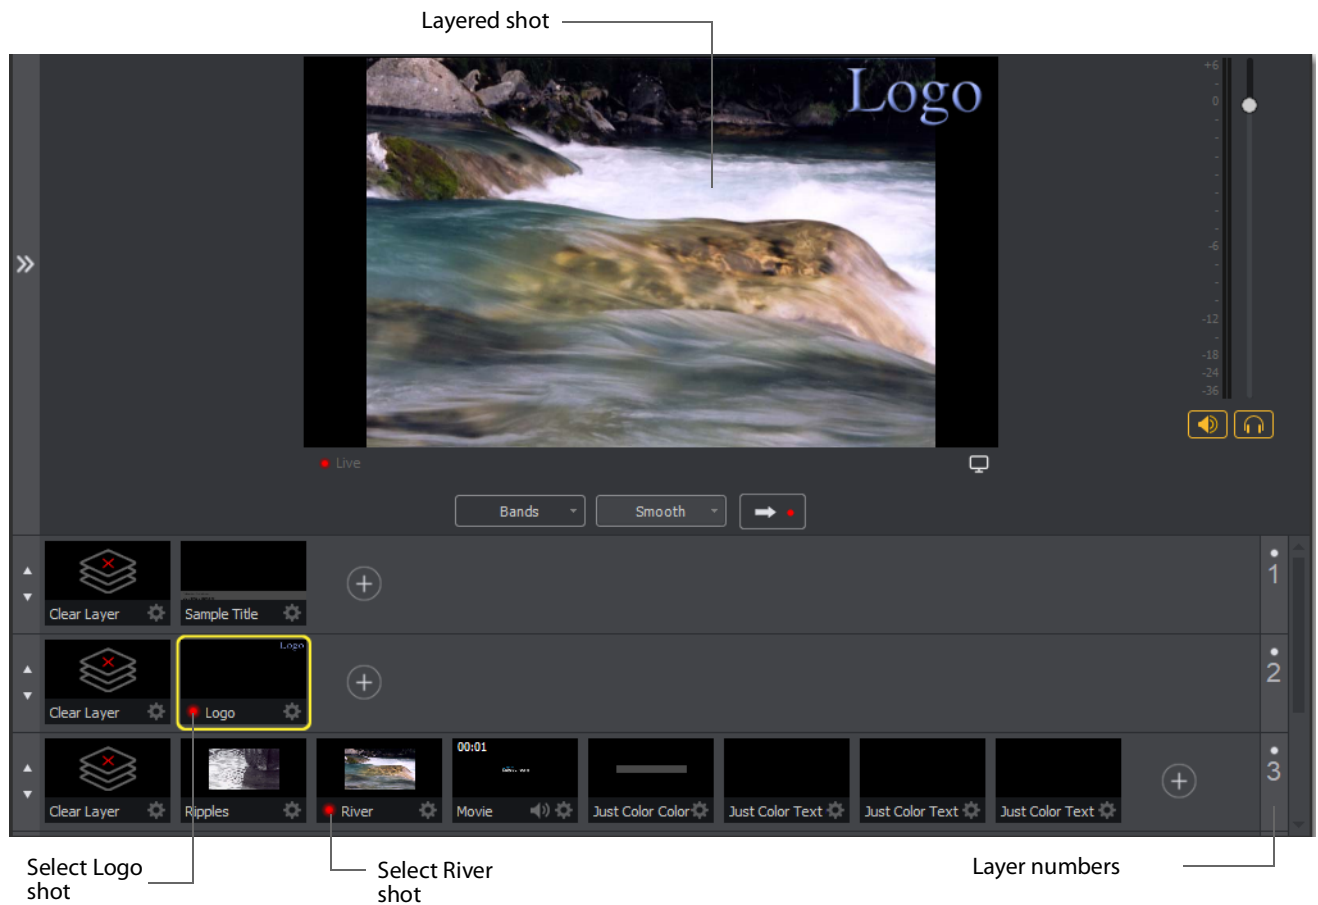 Layered shot
Logo
+6
0
-6
-12
-18
-24
-36
Live
Bands
Smooth
Clear Layer
Sample Title
1
Logo
Clear Layer
Logo
2
00:01
Clear Layer
Ripples
River
Movie
Just Color Color
Just Color Text
Just Color Text
Just Color Text
3
Select Logo
shot
Select River
shot
Layer numbers